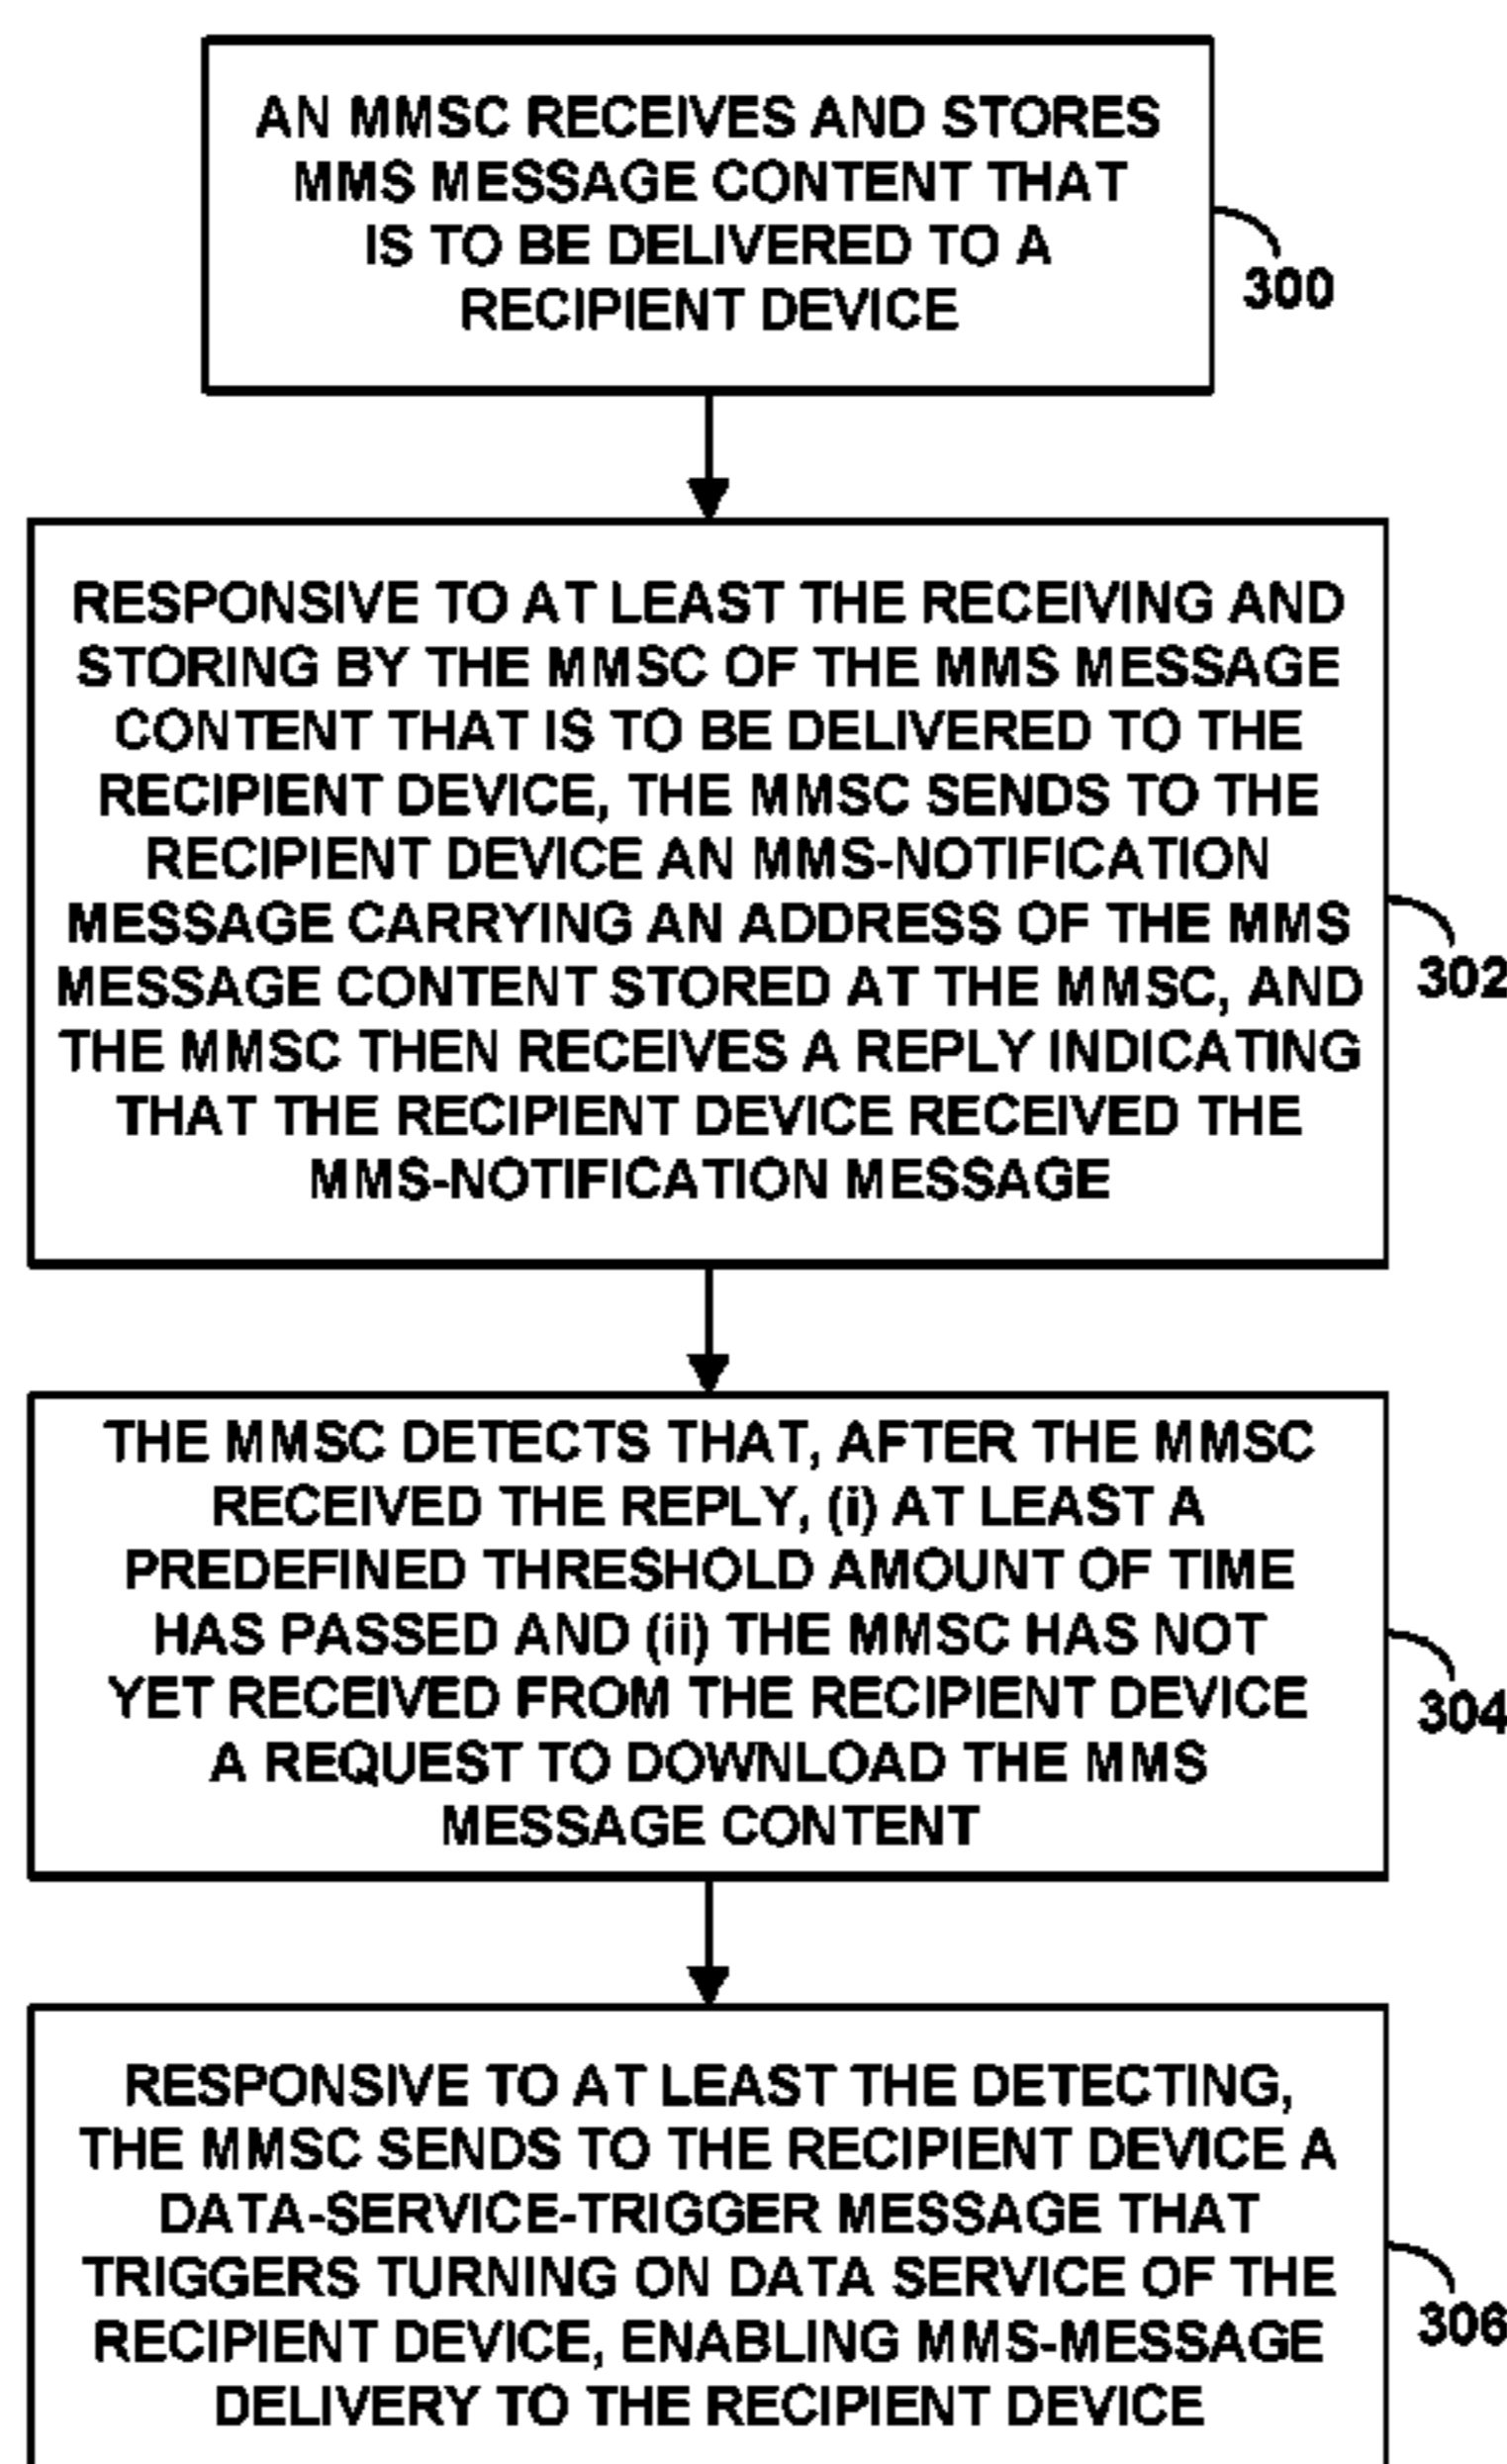 AN MMSC RECEIVES AND STORES
MMS MESSAGE CONTENT THAT
IS TO BE DELIVERED TO A
RECIPIENT DEVICE
300
RESPONSIVE TO AT LEAST THE RECEIVING AND
STORING BY THE MMSC OF THE MMS MESSAGE
CONTENT THAT IS TO BE DELIVERED TO THE
RECIPIENT DEVICE, THE MMSC SENDS TO THE
RECIPIENT DEVICE AN MMS-NOTIFICATION
MESSAGE CARRYING AN ADDRESS OF THE MMS
MESSAGE CONTENT STORED AT THE MMSC, AND
THE MMSC THEN RECEIVES A REPLY INDICATING
THAT THE RECIPIENT DEVICE RECEIVED THE
MMS-NOTIFICATION MESSAGE
302
THE MMSC DETECTS THAT, AFTER THE MMSC
RECEIVED THE REPLY, (i) AT LEAST A
PREDEFINED THRESHOLD AMOUNT OF TIME
HAS PASSED AND (ii) THE MMSC HAS NOT
YET RECEIVED FROM THE RECIPIENT DEVICE
A REQUEST TO DOWNLOAD THE MMS
MESSAGE CONTENT
304
RESPONSIVE TO AT LEAST THE DETECTING,
THE MMSC SENDS TO THE RECIPIENT DEVICE A
DATA-SERVICE-TRIGGER MESSAGE THAT
TRIGGERS TURNING ON DATA SERVICE OF THE
RECIPIENT DEVICE, ENABLING MMS-MESSAGE
DELIVERY TO THE RECIPIENT DEVICE
306